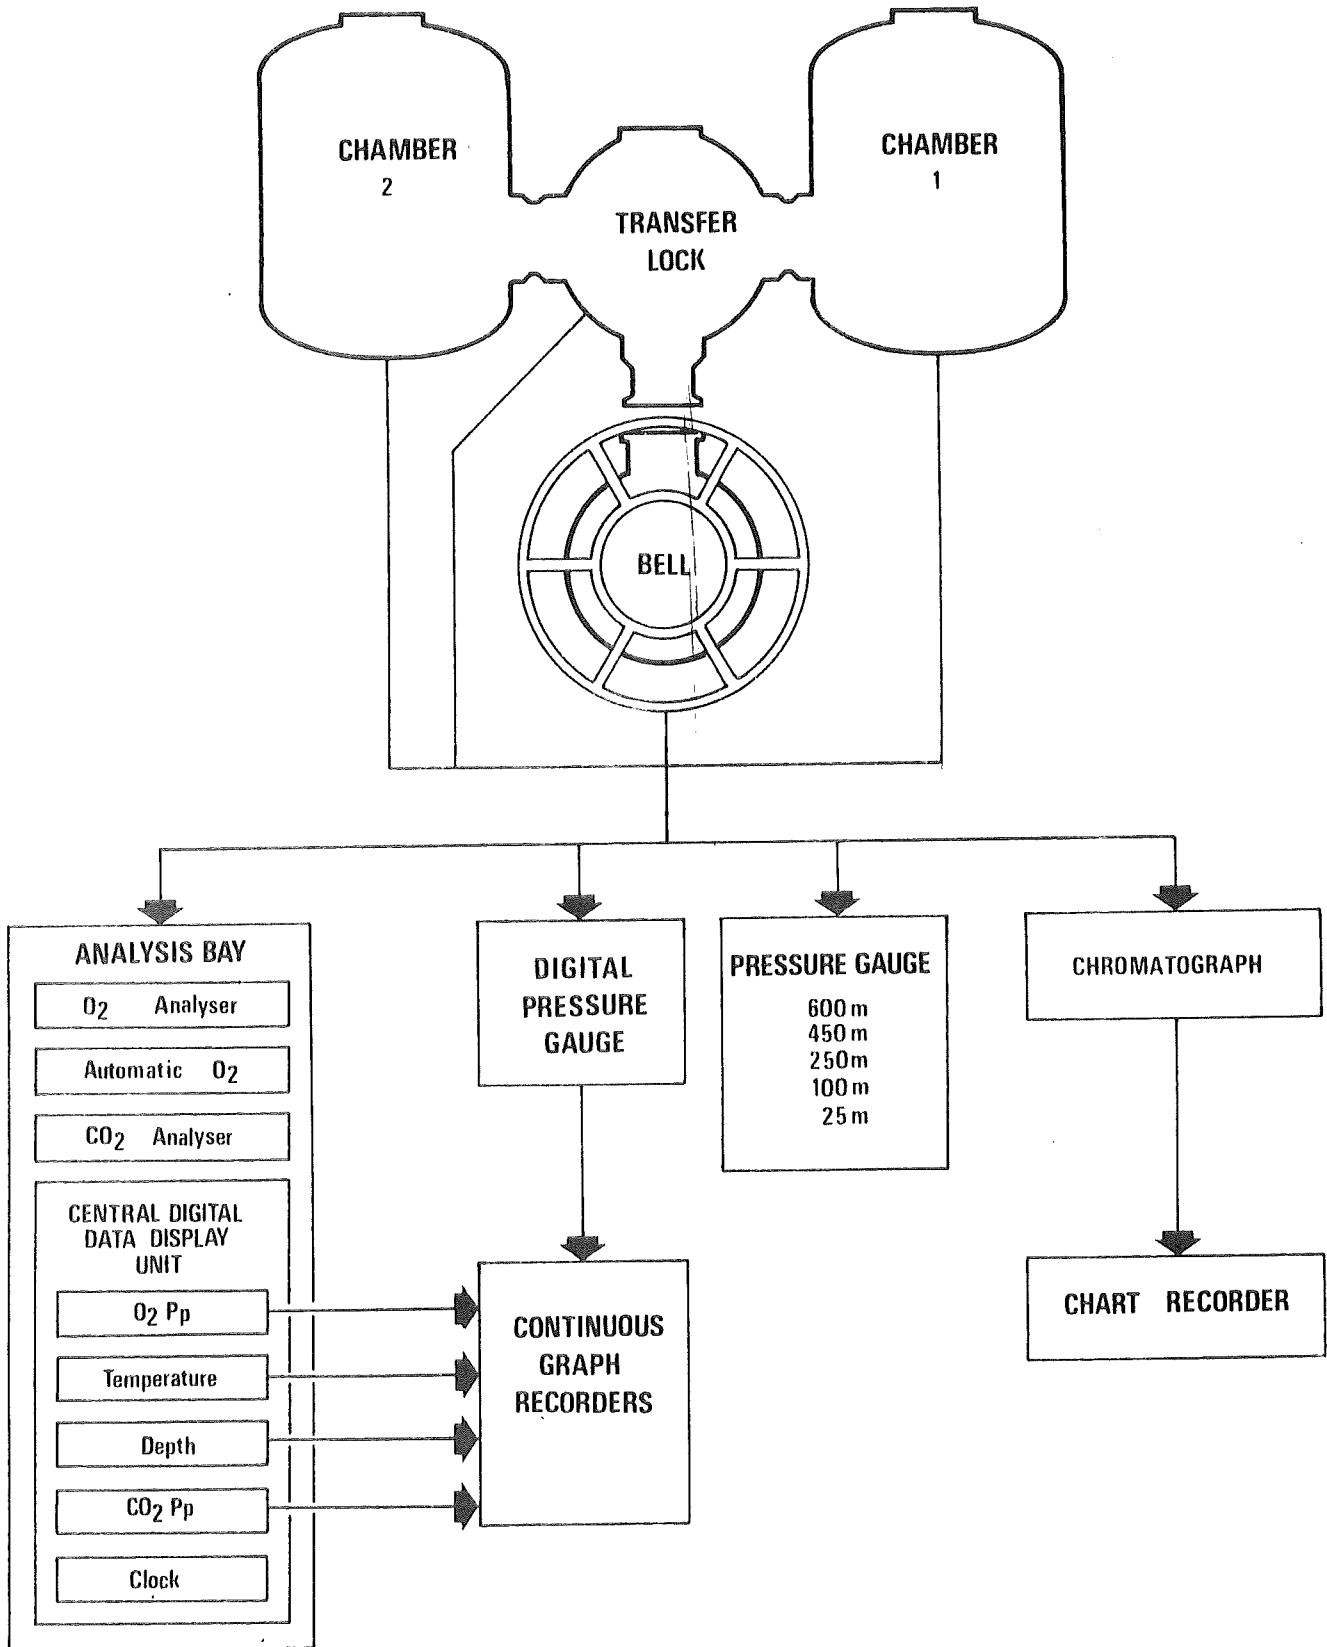 CHAMBER
2
CHAMBER
1
TRANSFER
LOCK
BELL
ANALYSIS BAY
O2 Analyser
Automatic O2
CO2 Analyser
CENTRAL DIGITAL
DATA DISPLAY
UNIT
O2 Pp
Temperature
Depth
CO2 Pp
Clock
DIGITAL
PRESSURE
GAUGE
CONTINUOUS
GRAPH
RECORDERS
PRESSURE GAUGE
600 m
450 m
250 m
100 m
25 m
CHROMATOGRAPH
CHART RECORDER